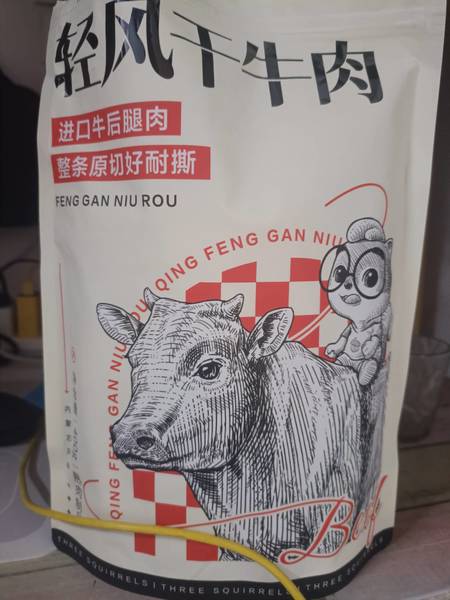 轻风干牛肉
进口牛后腿肉
整条原切好耐撕
FENG GAN NIU ROU
QING FENG GAN NIU ROU QING FENG GAN NIU
Beef
THREE SQUIRRELS | THREE SQUIRRELS | THREE SQUIRRELS